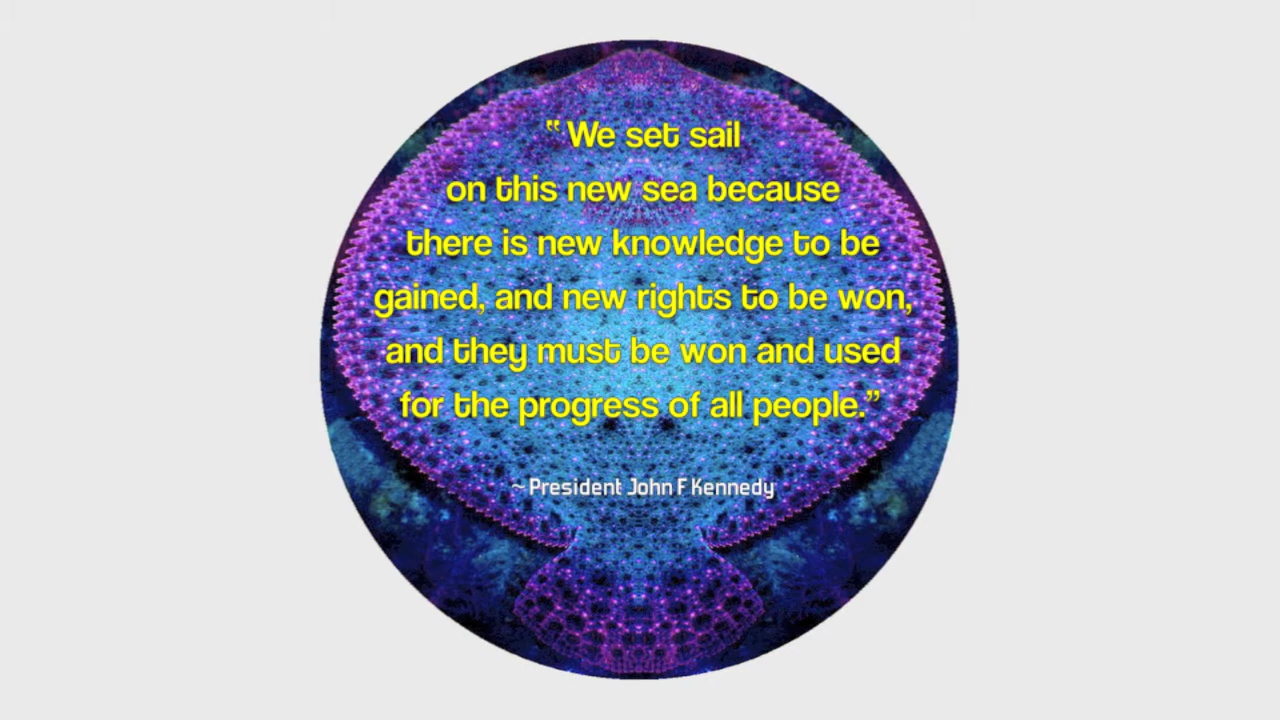 “We set sail
on this new sea because
there is new knowledge to be
gained, and new rights to be won,
and they must be won and used
for the progress of all people.”
~President John F Kennedy